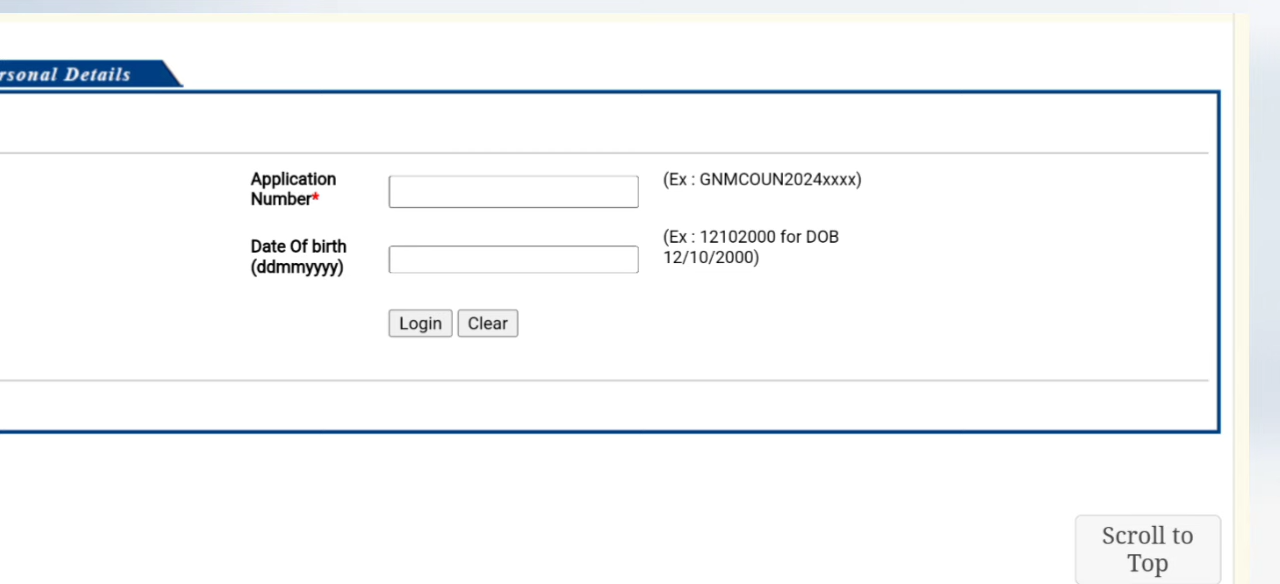 rsonal Details
Application
Number*
(Ex : GNMCOUN2024xxxx)
Date Of birth
(ddmmyyyy)
(Ex : 12102000 for DOB
12/10/2000)
Login Clear
Scroll to
Top